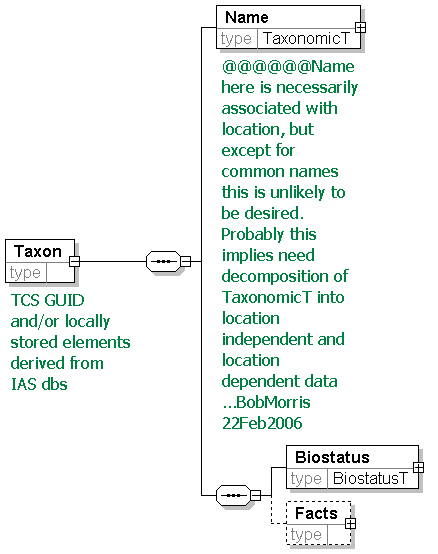 Name
type TaxonomicT
@@@@@@Name
here is necessarily
associated with
location, but
except for
common names
this is unlikely to
be desired.
Probably this
implies need
decomposition of
TaxonomicT into
location
independent and
location
dependent data
...BobMorris
22Feb2006
Taxon
type
TCS GUID
and/or locally
stored elements
derived from
IAS dbs
Biostatus
type BiostatusT
Facts
type